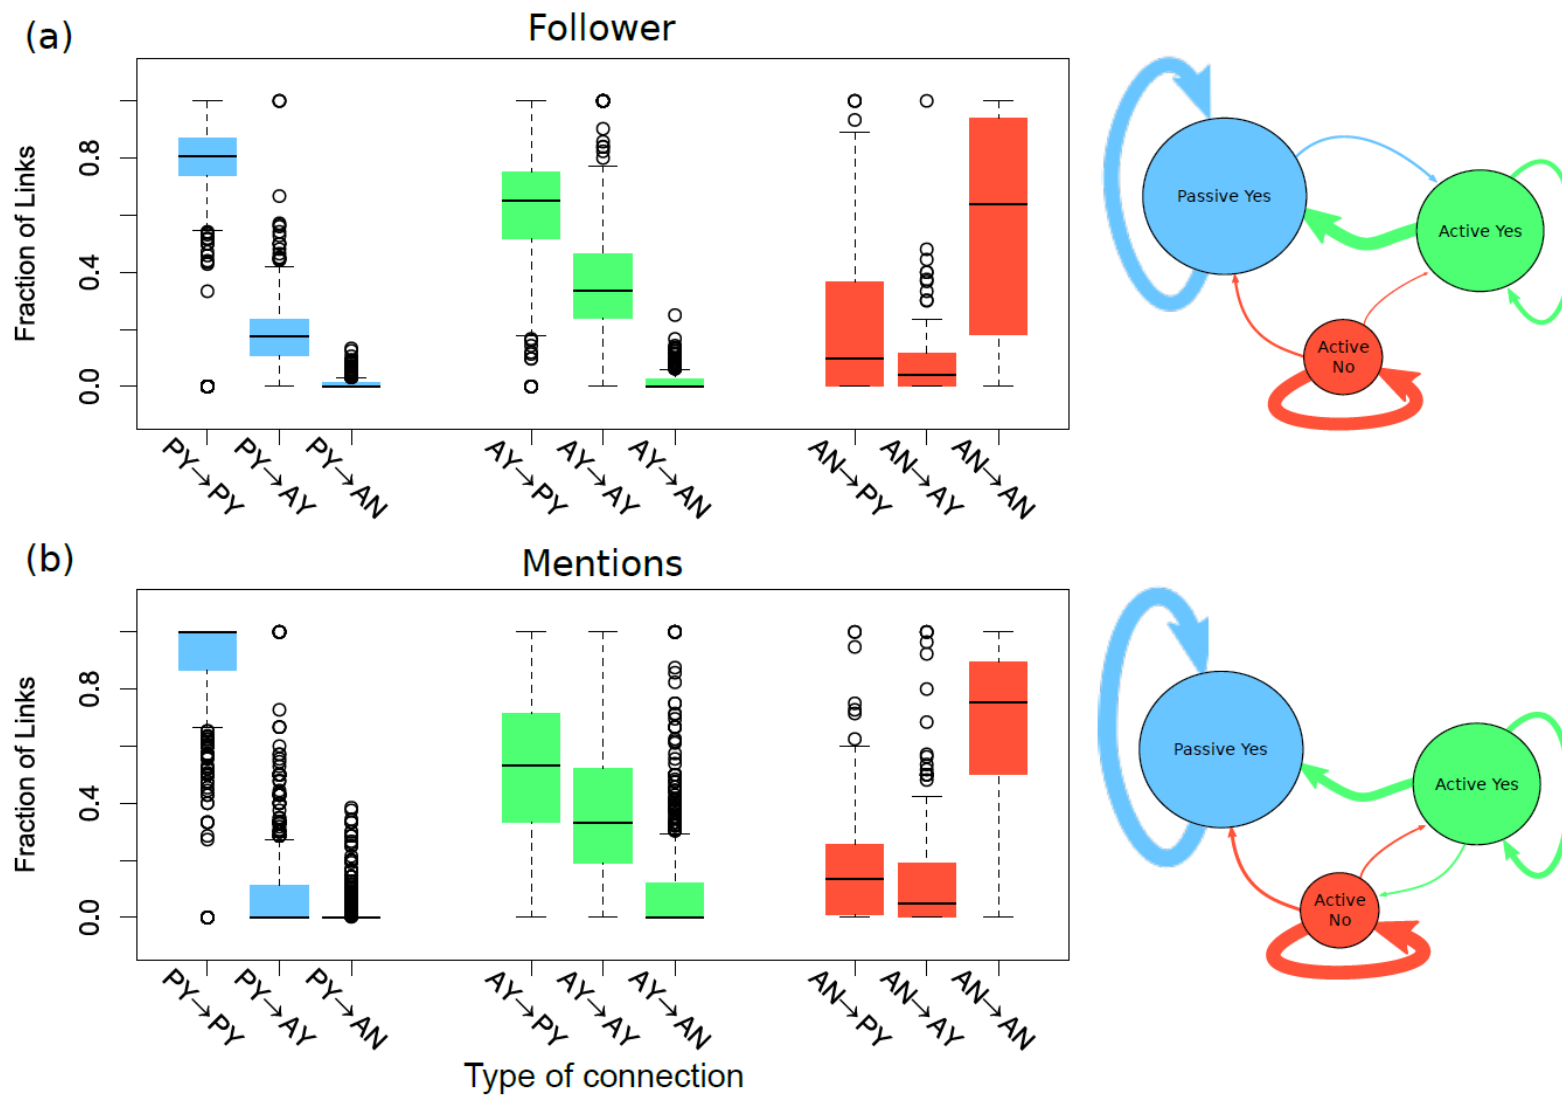 (a)
Follower
Fraction of Links
0.0
0.4
0.8
PY→PY
PY→AY
PY→AN
AY→PY
AY→AY
AY→AN
AN→PY
AN→AY
AN→AN
Passive Yes
Active Yes
Active
No
(b)
Mentions
Fraction of Links
0.0
0.4
0.8
PY→PY
PY→AY
PY→AN
AY→PY
AY→AY
AY→AN
AN→PY
AN→AY
AN→AN
Type of connection
Passive Yes
Active Yes
Active
No